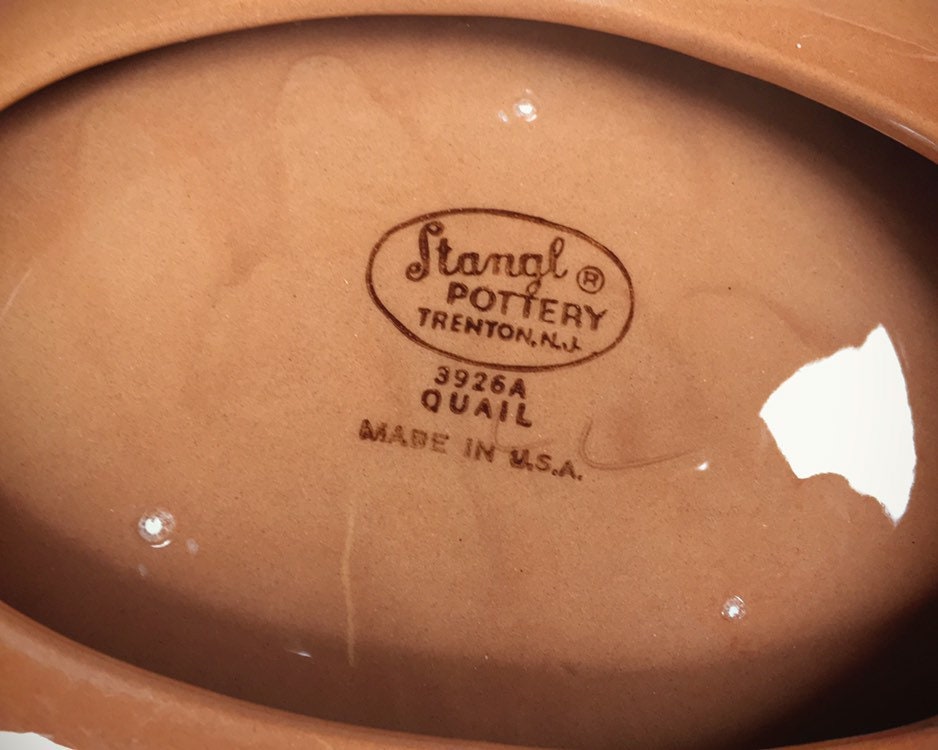 Stangl ®
POTTERY
TRENTON, N.J.
3926A
QUAIL
MADE IN U.S.A.